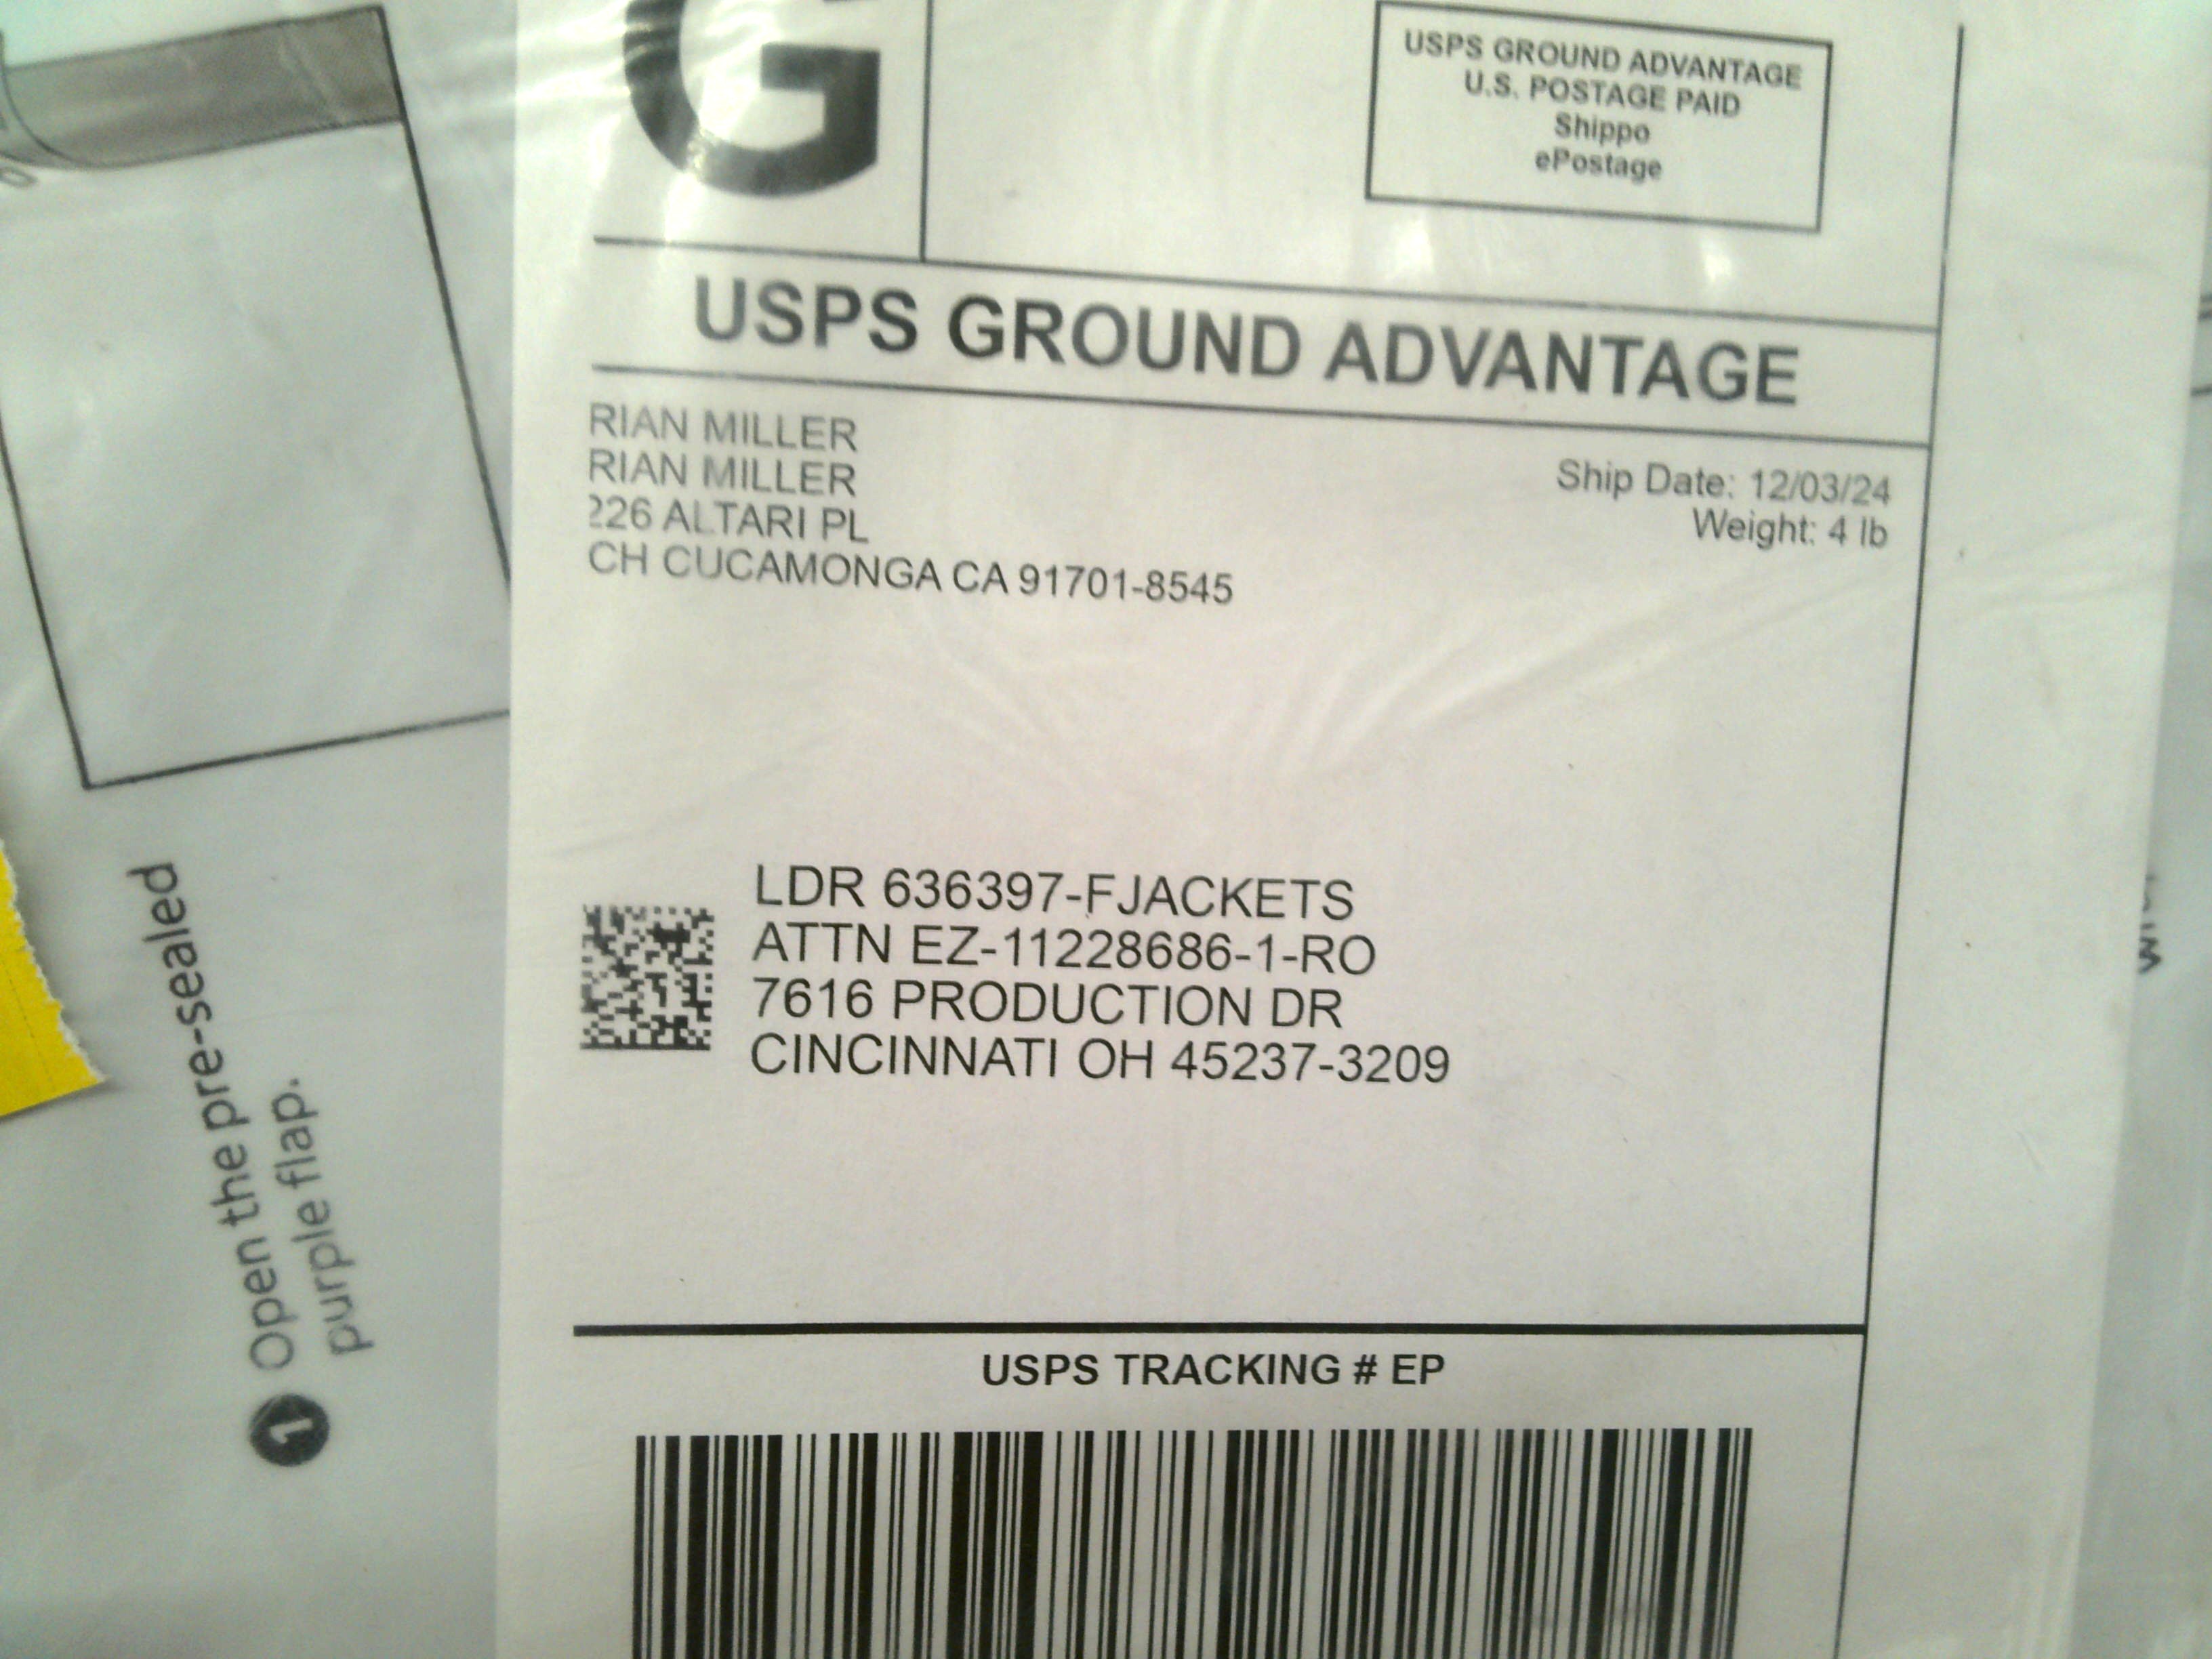 G
USPS GROUND ADVANTAGE
U.S. POSTAGE PAID
Shippo
ePostage
USPS GROUND ADVANTAGE
RIAN MILLER
RIAN MILLER
226 ALTARI PL
CH CUCAMONGA CA 91701-8545
Ship Date: 12/03/24
Weight: 4 lb
LDR 636397-FJACKETS
ATTN EZ-11228686-1-RO
7616 PRODUCTION DR
CINCINNATI OH 45237-3209
USPS TRACKING # EP
1 Open the pre-sealed
purple flap.